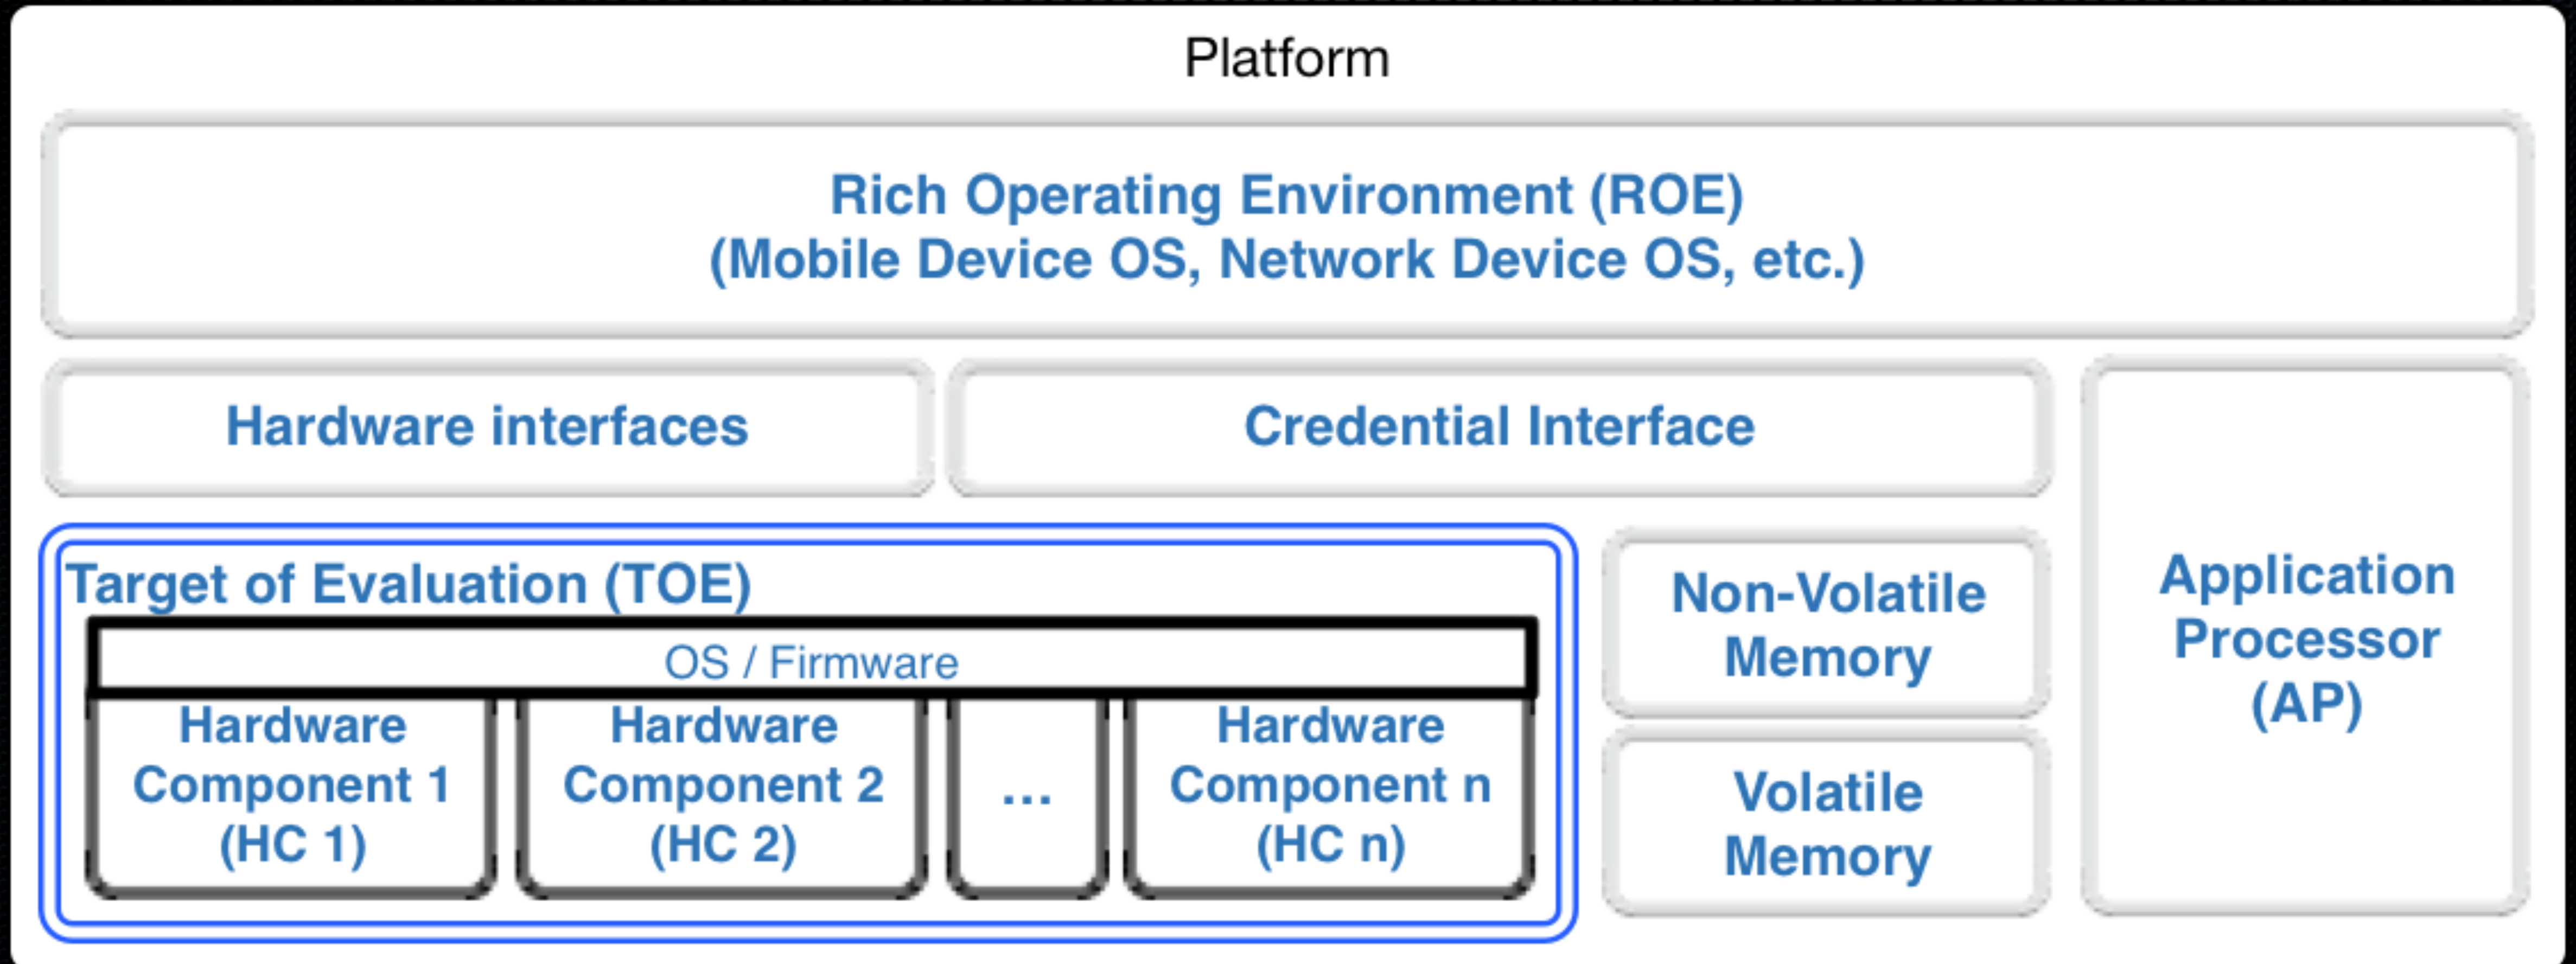 Platform
Rich Operating Environment (ROE)
(Mobile Device OS, Network Device OS, etc.)
Hardware interfaces
Credential Interface
Target of Evaluation (TOE)
OS / Firmware
Hardware
Component 1
(HC 1)
Hardware
Component 2
(HC 2)
...
Hardware
Component n
(HC n)
Non-Volatile
Memory
Volatile
Memory
Application
Processor
(AP)